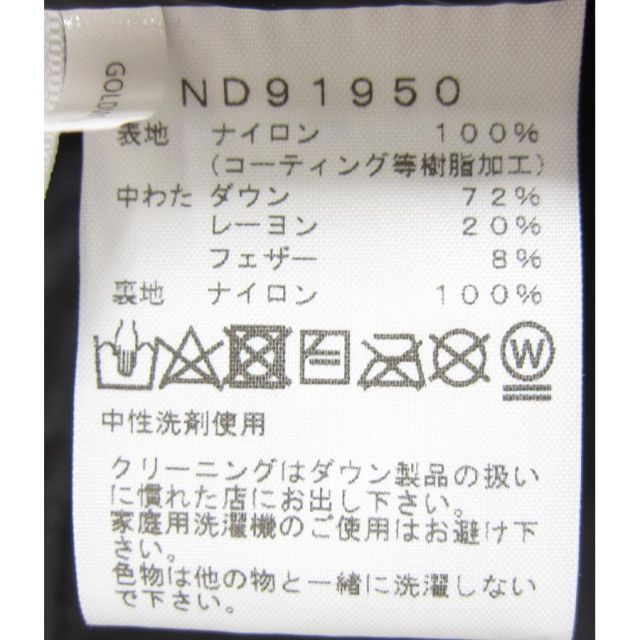 GOLDW
ND91950
表地 ナイロン 100%
(コーティング等樹脂加工)
中わた ダウン 72%
レーヨン 20%
フェザー 8%
裏地 ナイロン 100%
W
中性洗剤使用
クリーニングはダウン製品の扱い
に慣れた店にお出し下さい。
家庭用洗濯機のご使用はお避け下
さい。
色物は他の物と一緒に洗濯しない
で下さい。